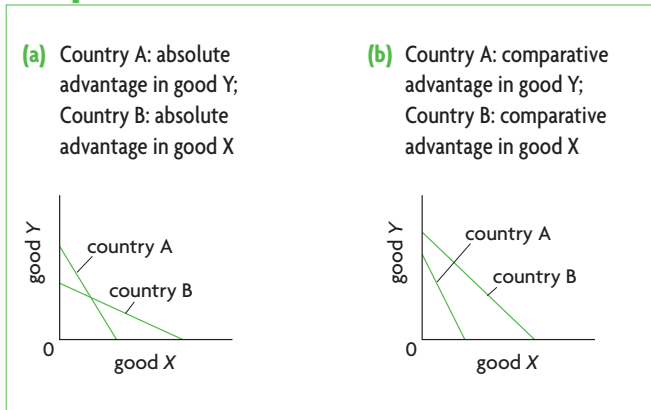 (a) Country A: absolute
advantage in good Y;
Country B: absolute
advantage in good X
good Y
country A
country B
0
good X
(b) Country A: comparative
advantage in good Y;
Country B: comparative
advantage in good X
good Y
country A
country B
0
good X